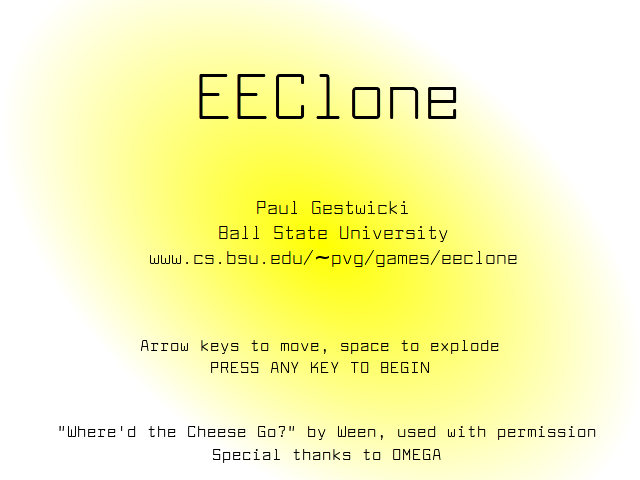 EEClone
Paul Gestwicki
Ball State University
www.cs.bsu.edu/~pvg/games/eeclone
Arrow keys to move, space to explode
PRESS ANY KEY TO BEGIN
"Where'd the Cheese Go?" by Ween, used with permission
Special thanks to OMEGA